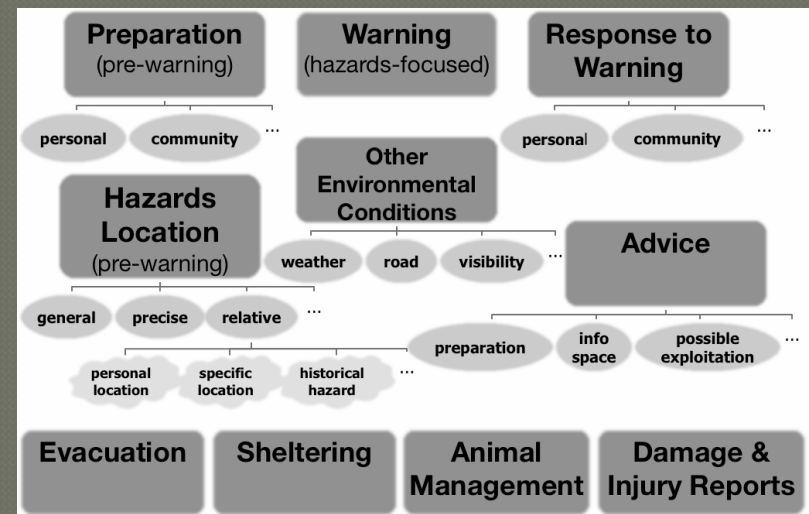 Preparation
(pre-warning)
personal
community
...
Warning
(hazards-focused)
Response to
Warning
personal
community
...
Hazards
Location
(pre-warning)
general
precise
relative
...
personal
location
specific
location
historical
hazard
...
Other
Environmental
Conditions
weather
road
visibility
...
Advice
preparation
info
space
possible
exploitation
...
Evacuation
Sheltering
Animal
Management
Damage &
Injury Reports